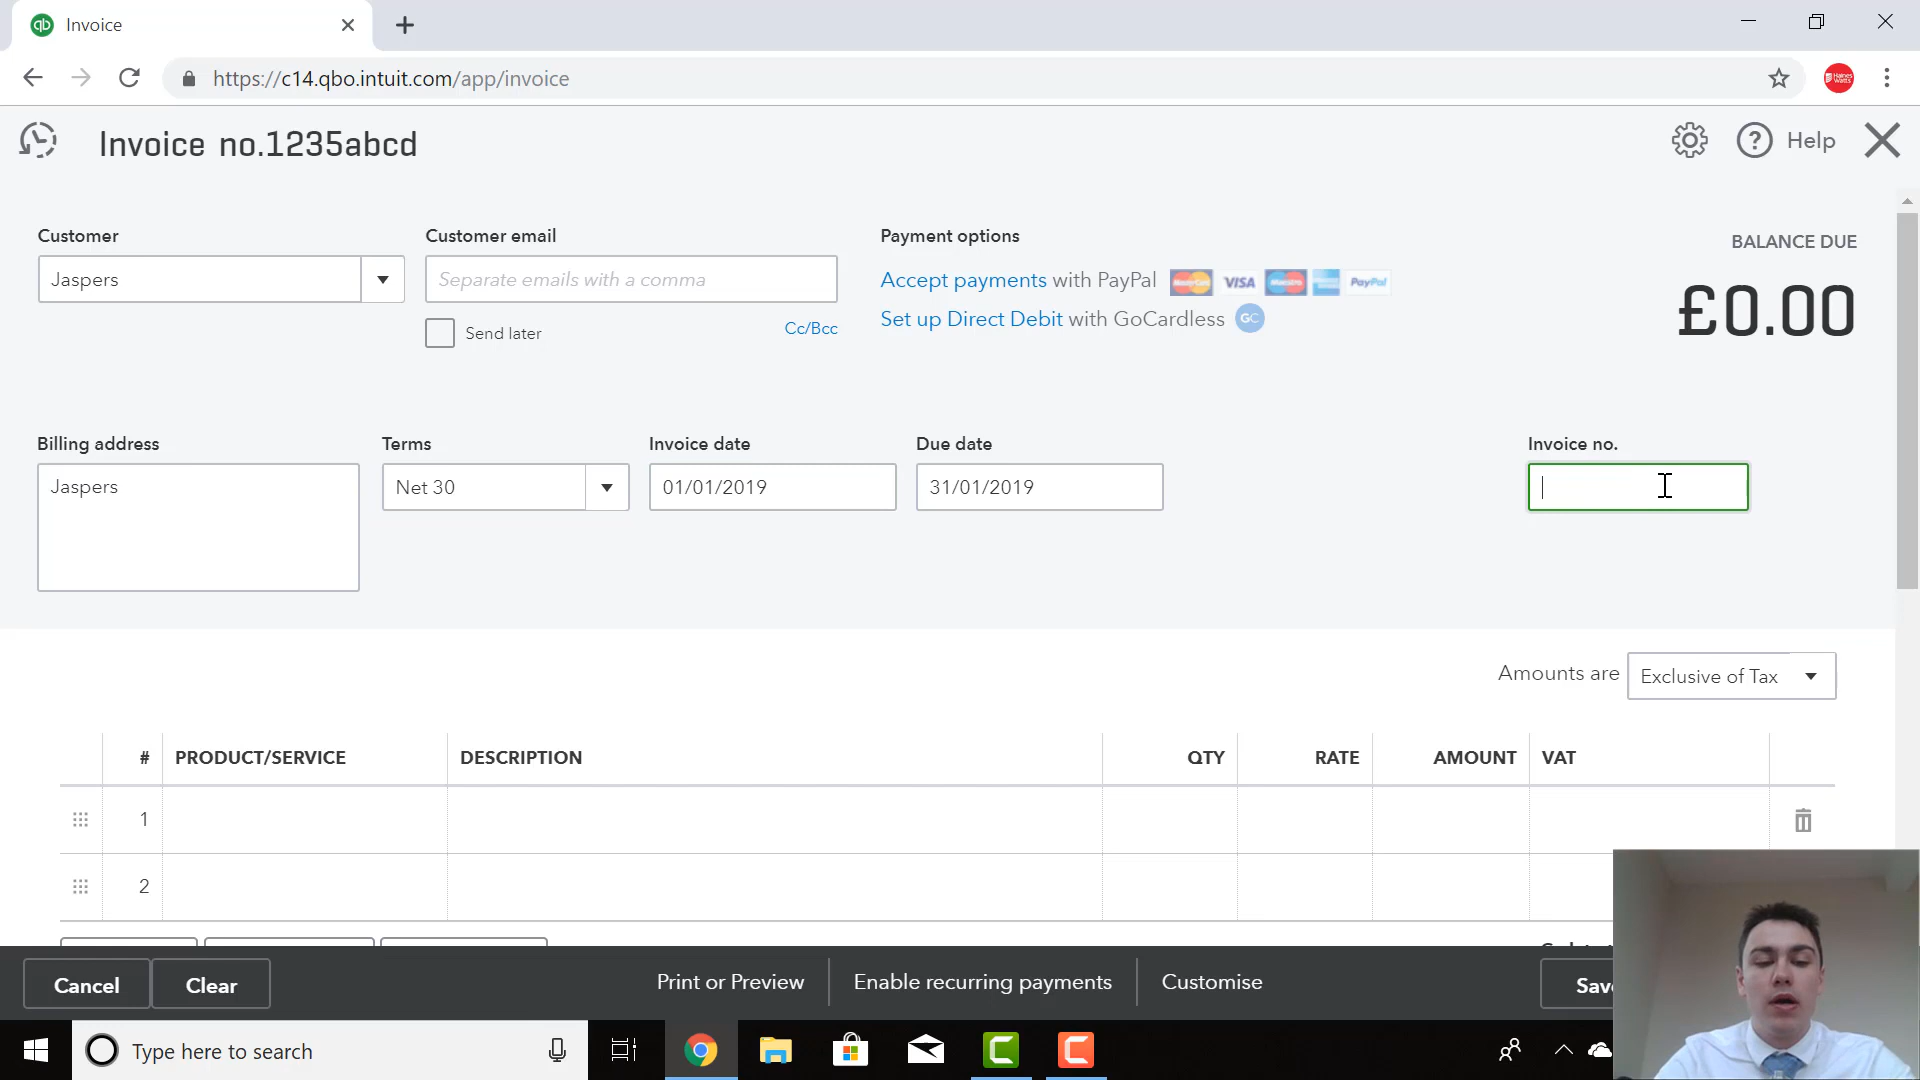 Invoice
https://c14.qbo.intuit.com/app/invoice
Invoice no.1235abcd
Help
Customer
Customer email
Payment options
BALANCE DUE
Jaspers
Separate emails with a comma
Accept payments with PayPal
VISA
PayPal
£0.00
Send later
Cc/Bcc
Set up Direct Debit with GoCardless
GC
Billing address
Terms
Invoice date
Due date
Invoice no.
Jaspers
Net 30
01/01/2019
31/01/2019
Amounts are
Exclusive of Tax
#
PRODUCT/SERVICE
DESCRIPTION
QTY
RATE
AMOUNT
VAT
1
2
Cancel
Clear
Print or Preview
Enable recurring payments
Customise
Type here to search